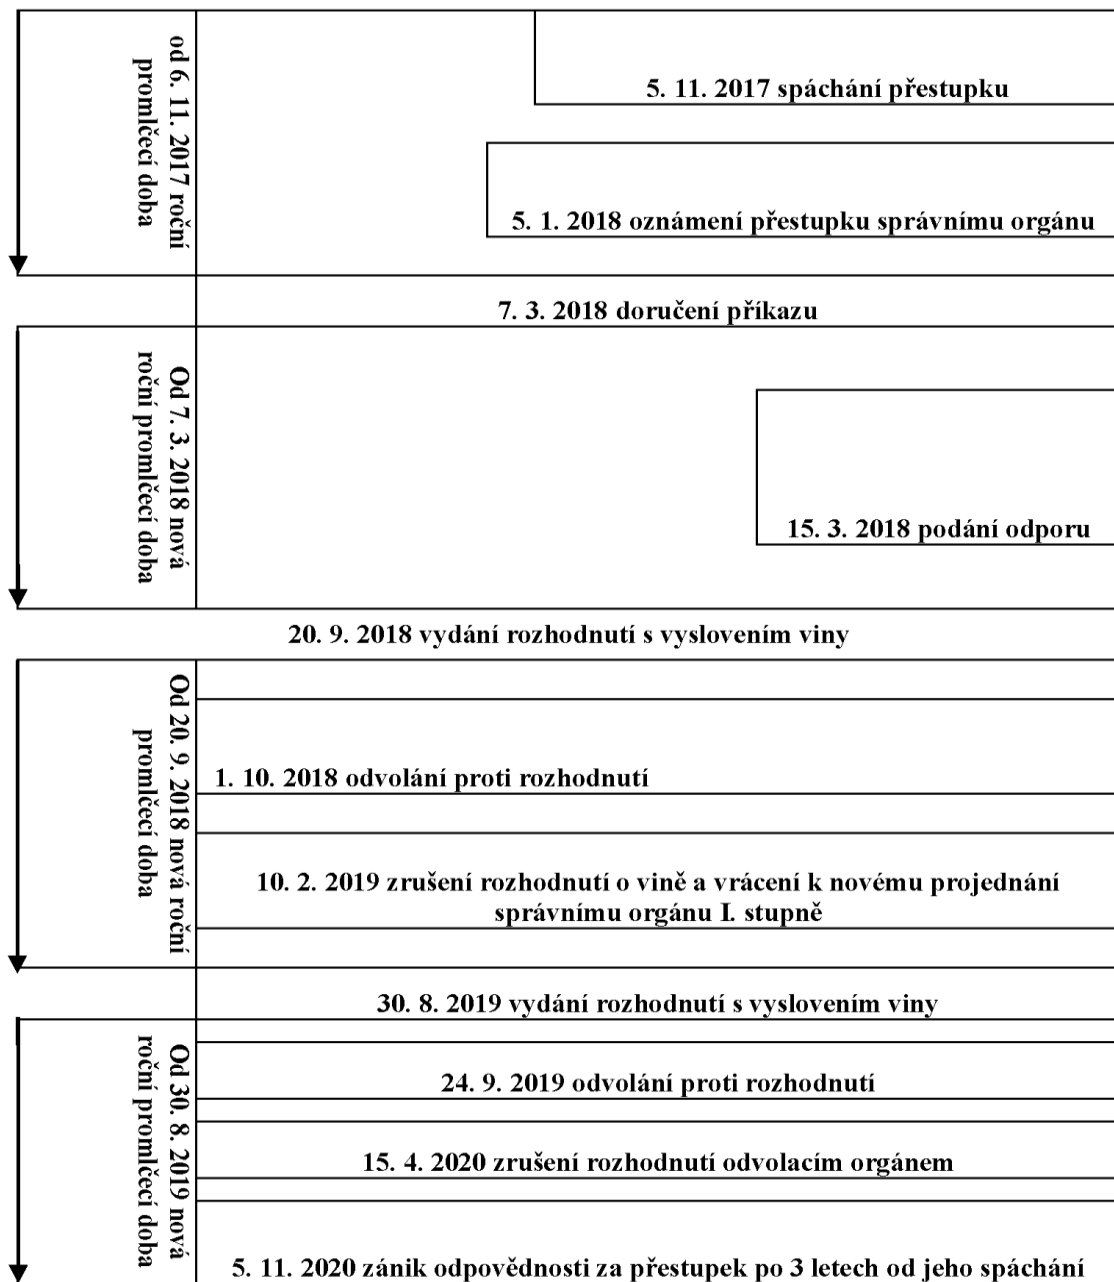 od 6. 11. 2017 roční
promlčecí doba
5. 11. 2017 spáchání přestupku
5. 1. 2018 oznámení přestupku správnímu orgánu
7. 3. 2018 doručení příkazu
Od 7. 3. 2018 nová
roční promlčecí doba
15. 3. 2018 podání odporu
20. 9. 2018 vydání rozhodnutí s vyslovením viny
Od 20. 9. 2018 nová roční
promlčecí doba
1. 10. 2018 odvolání proti rozhodnutí
10. 2. 2019 zrušení rozhodnutí o vině a vrácení k novému projednání
správnímu orgánu I. stupně
30. 8. 2019 vydání rozhodnutí s vyslovením viny
Od 30. 8. 2019 nová
roční promlčecí doba
24. 9. 2019 odvolání proti rozhodnutí
15. 4. 2020 zrušení rozhodnutí odvolacím orgánem
5. 11. 2020 zánik odpovědnosti za přestupek po 3 letech od jeho spáchání